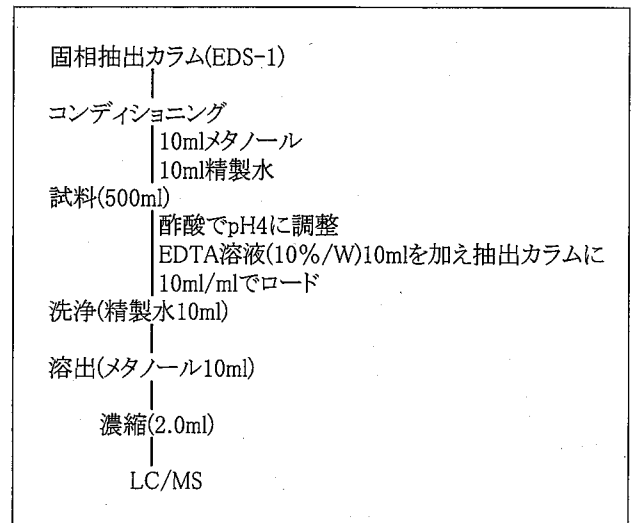 固相抽出カラム(EDS-1)
コンディショニング
10mlメタノール
10ml精製水
試料(500ml)
酢酸でpH4に調整
EDTA溶液(10%/W)10mlを加え抽出カラムに
10ml/mlでロード
洗浄(精製水10ml)
溶出(メタノール10ml)
濃縮(2.0ml)
LC/MS